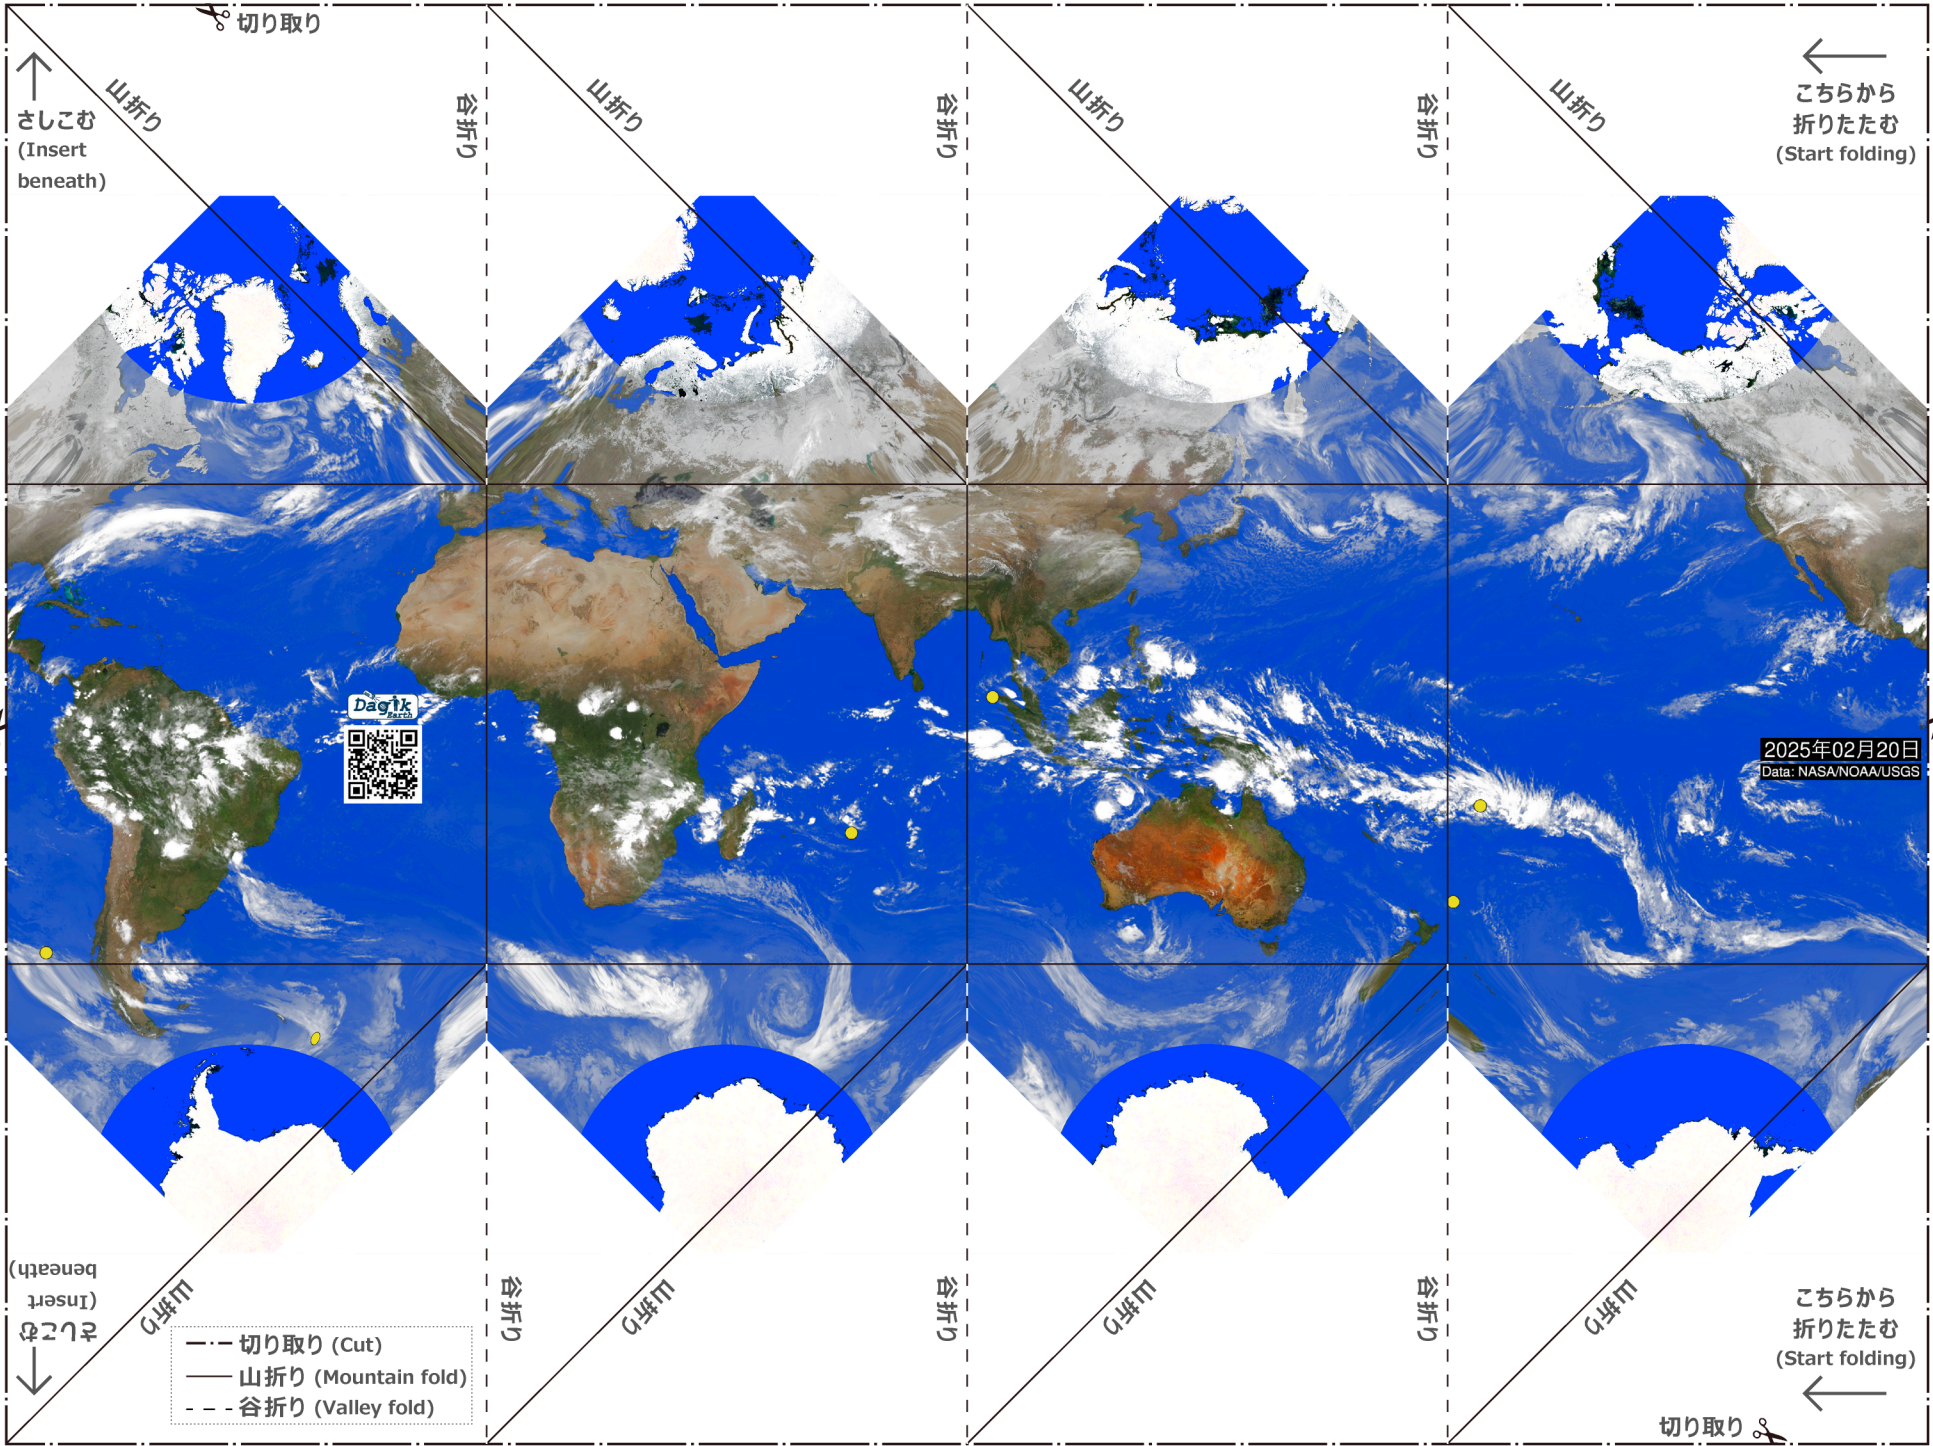 切り取り
山折り
谷折り
山折り
谷折り
山折り
谷折り
山折り
さしこむ
(Insert
beneath)
こちらから
折りたたむ
(Start folding)
Dagik
Earth
2025年02月20日
Data: NASA/NOAA/USGS
さしこむ
(Insert
beneath)
山折り
谷折り
山折り
谷折り
山折り
谷折り
山折り
こちらから
折りたたむ
(Start folding)
切り取り (Cut)
山折り (Mountain fold)
谷折り (Valley fold)
切り取り